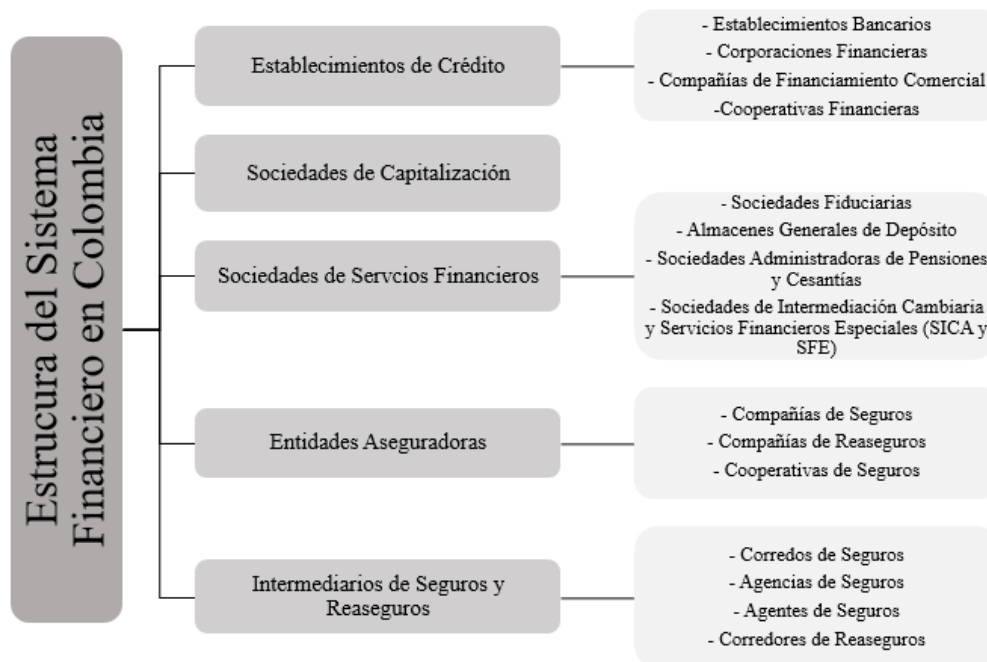 Estrucura del Sistema
Financiero en Colombia
Establecimientos de Crédito
- Establecimientos Bancarios
- Corporaciones Financieras
- Compañías de Financiamiento Comercial
-Cooperativas Financieras
Sociedades de Capitalización
Sociedades de Servcios Financieros
- Sociedades Fiduciarias
- Almacenes Generales de Depósito
- Sociedades Administradoras de Pensiones
y Cesantías
- Sociedades de Intermediación Cambiaria
y Servicios Financieros Especiales (SICA y
SFE)
Entidades Aseguradoras
- Compañías de Seguros
- Compañías de Reaseguros
- Cooperativas de Seguros
Intermediarios de Seguros y
Reaseguros
- Corredos de Seguros
- Agencias de Seguros
- Agentes de Seguros
- Corredores de Reaseguros